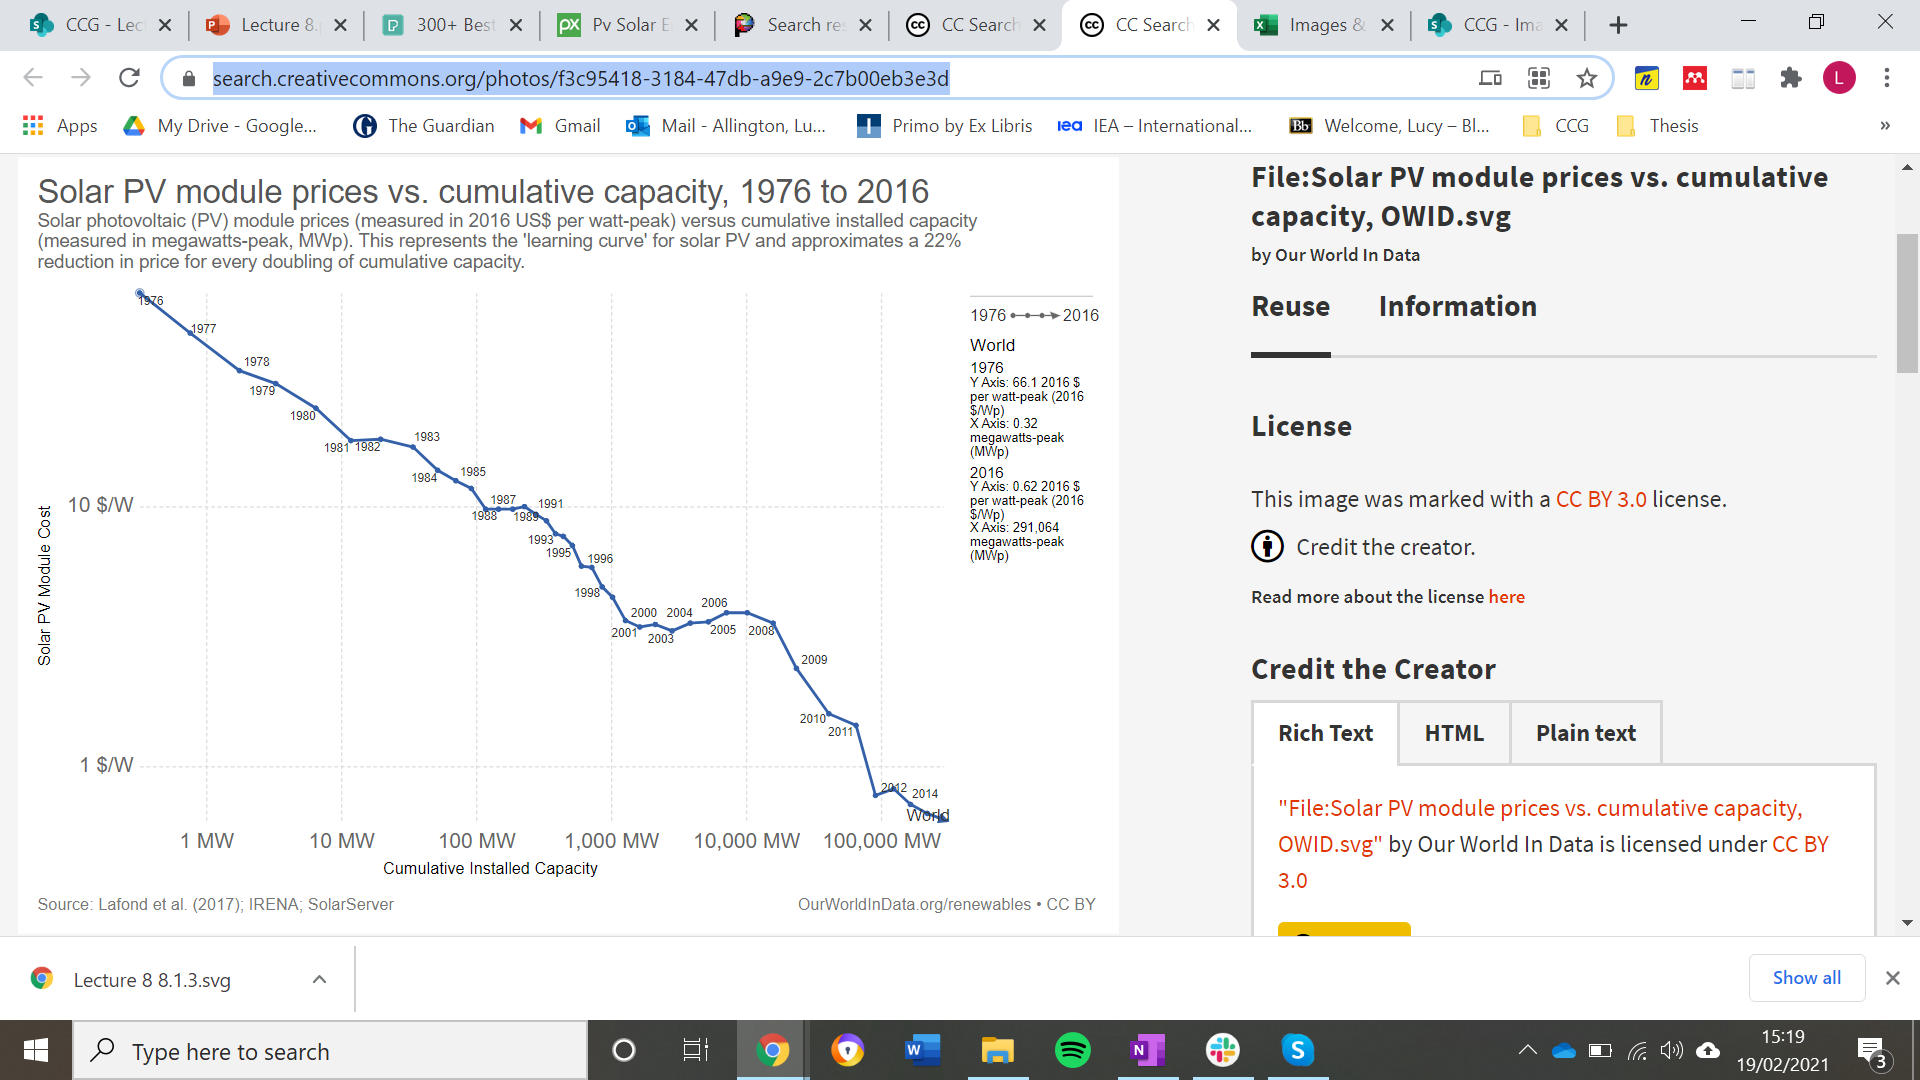 CCG - Lec
Lecture 8.
300+ Best
Pv Solar E
Search res
CC Search
CC Search
Images &
CCG - Ima
search.creativecommons.org/photos/f3c95418-3184-47db-a9e9-2c7b00eb3e3d
L
Apps
My Drive - Google...
The Guardian
Gmail
Mail - Allington, Lu...
Primo by Ex Libris
iea
IEA – International...
Bb
Welcome, Lucy – Bl...
CCG
Thesis
»
Solar PV module prices vs. cumulative capacity, 1976 to 2016
Solar photovoltaic (PV) module prices (measured in 2016 US$ per watt-peak) versus cumulative installed capacity
(measured in megawatts-peak, MWp). This represents the 'learning curve' for solar PV and approximates a 22%
reduction in price for every doubling of cumulative capacity.
1976
1977
1978
1979
1980
1981
1982
1983
1984
1985
1987
1988
1989
1991
1993
1995
1996
1998
2000
2001
2003
2004
2005
2006
2008
2009
2010
2011
2012
2014
World
10 $/W
1 $/W
Solar PV Module Cost
1 MW
10 MW
100 MW
1,000 MW
10,000 MW
100,000 MW
Cumulative Installed Capacity
1976
2016
World
1976
Y Axis: 66.1 2016 $
per watt-peak (2016
$/Wp)
X Axis: 0.32
megawatts-peak
(MWp)
2016
Y Axis: 0.62 2016 $
per watt-peak (2016
$/Wp)
X Axis: 291,064
megawatts-peak
(MWp)
Source: Lafond et al. (2017); IRENA; SolarServer
OurWorldInData.org/renewables • CC BY
File:Solar PV module prices vs. cumulative
capacity, OWID.svg
by Our World In Data
Reuse
Information
License
This image was marked with a CC BY 3.0 license.
Credit the creator.
Read more about the license here
Credit the Creator
Rich Text
HTML
Plain text
"File:Solar PV module prices vs. cumulative capacity,
OWID.svg" by Our World In Data is licensed under CC BY
3.0
Lecture 8 8.1.3.svg
Show all
Type here to search
15:19
19/02/2021
3